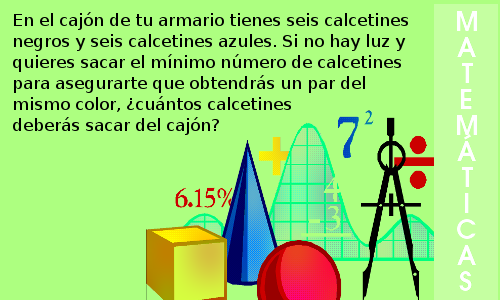 En el cajón de tu armario tienes seis calcetines
negros y seis calcetines azules. Si no hay luz y
quieres sacar el mínimo número de calcetines
para asegurarte que obtendrás un par del
mismo color, ¿cuántos calcetines
deberás sacar del cajón?
MATEMÁTICAS
7²
6.15%
+
÷
4
-3